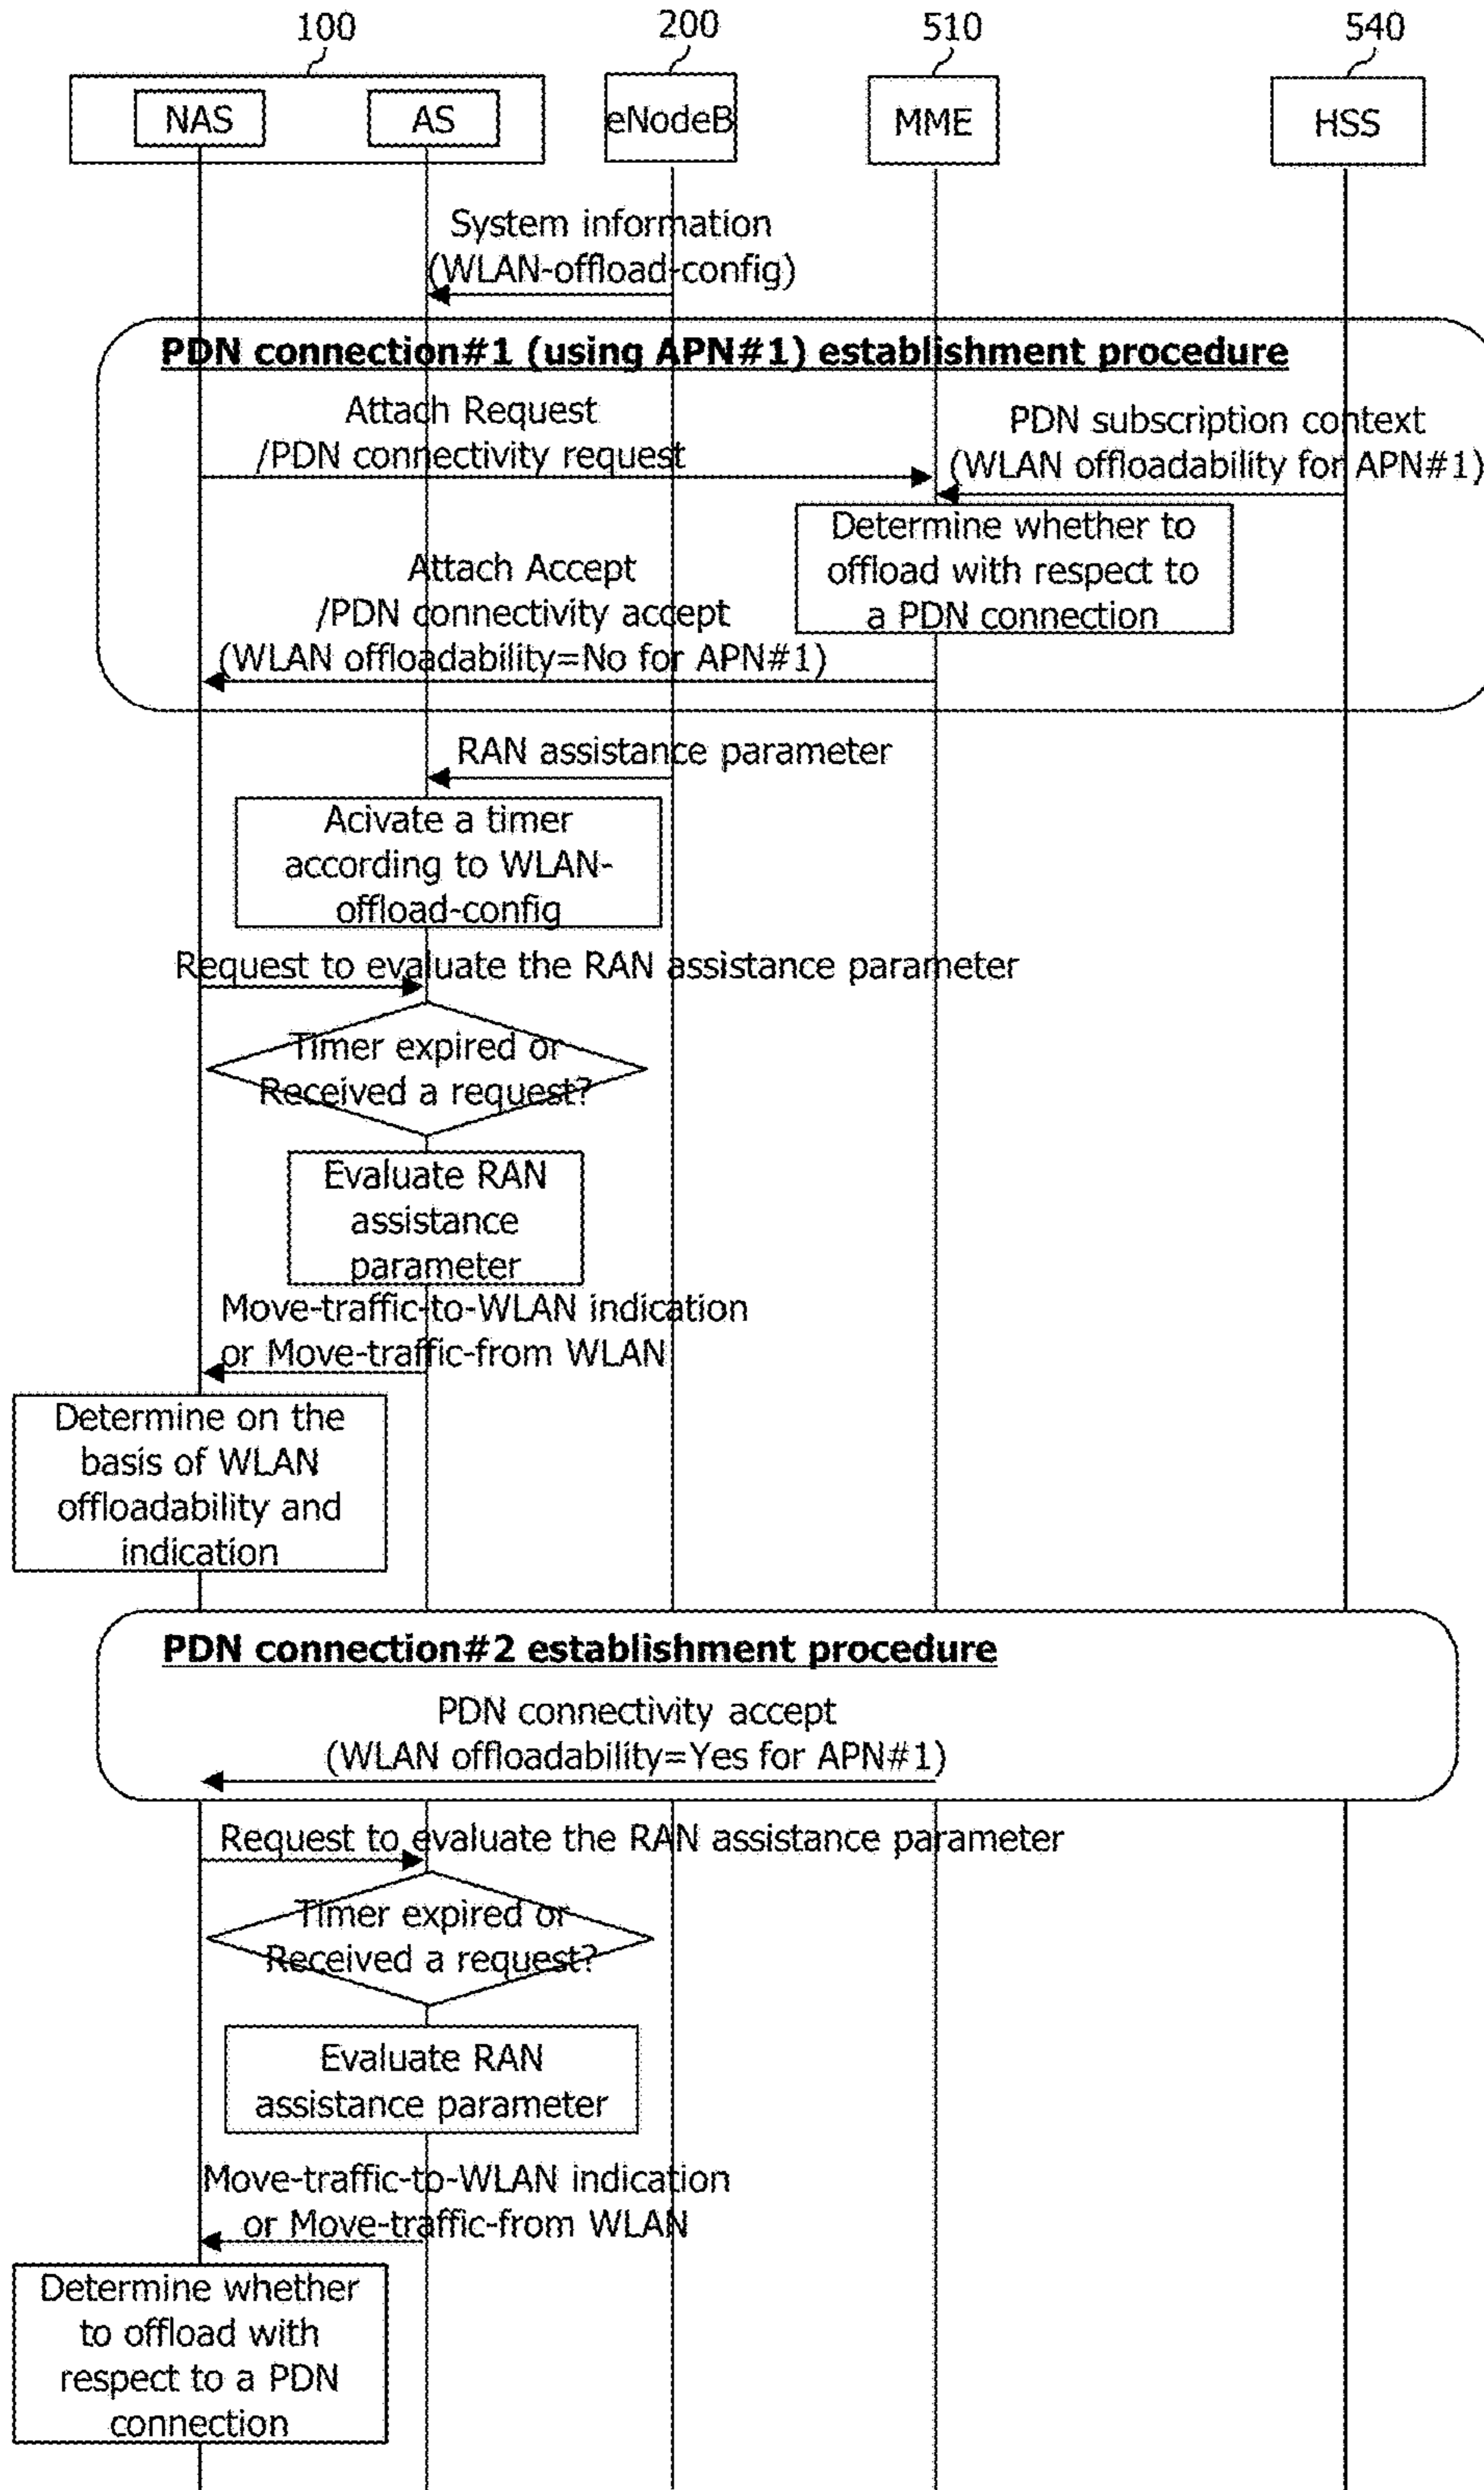 100
200
510
540
NAS
AS
eNodeB
MME
HSS
System information
(WLAN-offload-config)
PDN connection#1 (using APN#1) establishment procedure
Attach Request
/PDN connectivity request
PDN subscription context
(WLAN offloadability for APN#1)
Determine whether to
offload with respect to
a PDN connection
Attach Accept
/PDN connectivity accept
(WLAN offloadability=No for APN#1)
RAN assistance parameter
Acivate a timer
according to WLAN-
offload-config
Request to evaluate the RAN assistance parameter
Timer expired or
Received a request?
Evaluate RAN
assistance
parameter
Move-traffic-to-WLAN indication
or Move-traffic-from WLAN
Determine on the
basis of WLAN
offloadability and
indication
PDN connection#2 establishment procedure
PDN connectivity accept
(WLAN offloadability=Yes for APN#1)
Request to evaluate the RAN assistance parameter
Timer expired or
Received a request?
Evaluate RAN
assistance parameter
Move-traffic-to-WLAN indication
or Move-traffic-from WLAN
Determine whether
to offload with
respect to a PDN
connection